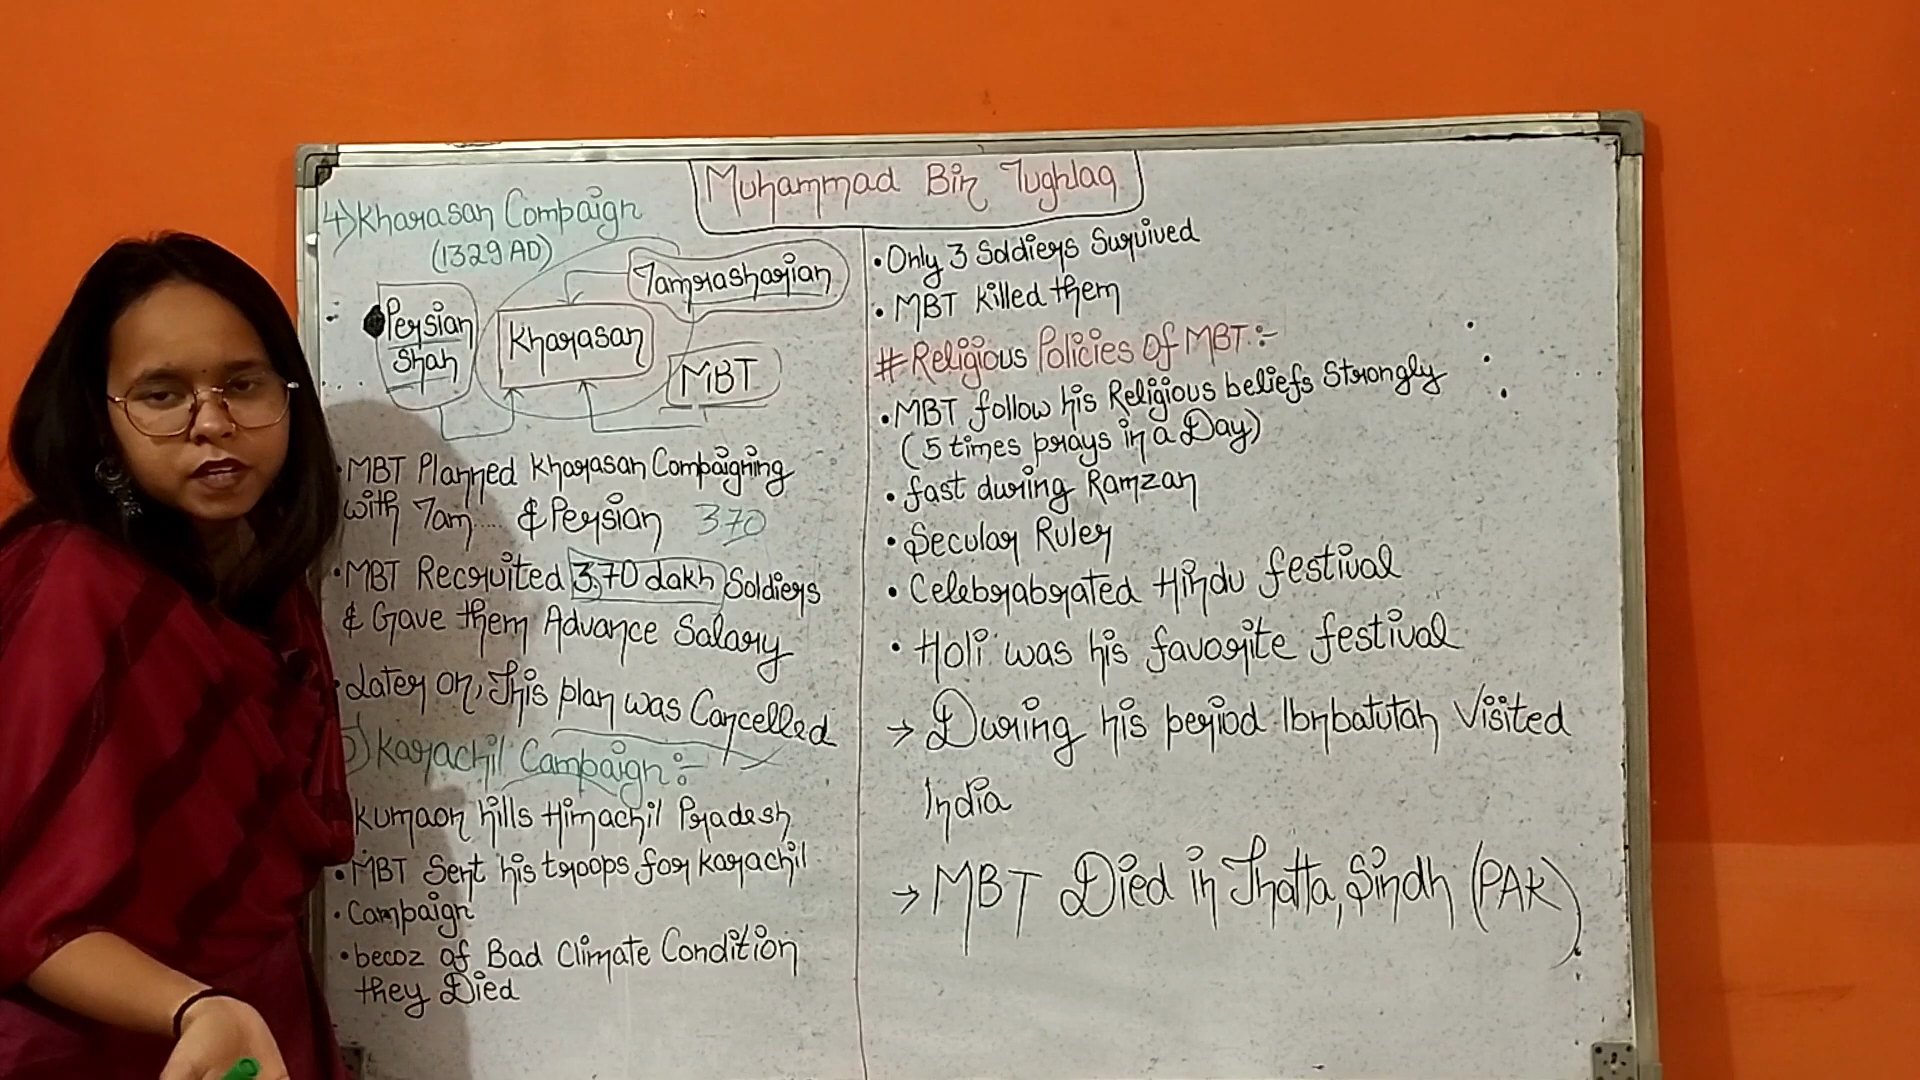 Muhammad Bin Tughlaq
4) Kharasan Compaign
(1329 AD)
Tamrasharian
Persian
Shah
Kharasan
MBT
• MBT Planned Kharasan Compaigning
with Tam.... & Persian 370
• MBT Recruited 3,70 Lakh Soldiers
& Gave them Advance Salary
• Later on, This plan was Cancelled
5) Karachil Campaign :-
Kumaon hills Himachil Pradesh
• MBT Sent his troops for Karachil
• Campaign
• becoz of Bad Climate Condition
they Died
• Only 3 Soldiers Survived
• MBT killed them
# Religious Policies Of MBT :-
• MBT follow his Religious beliefs Strongly
(5 times prays in a Day)
• fast during Ramzan
• Secular Ruler
• Celebrabrated Hindu festival
• Holi was his favorite festival
→ During his period Ibnbatutah Visited
India
→ MBT Died in Thatta, Sindh (PAK)